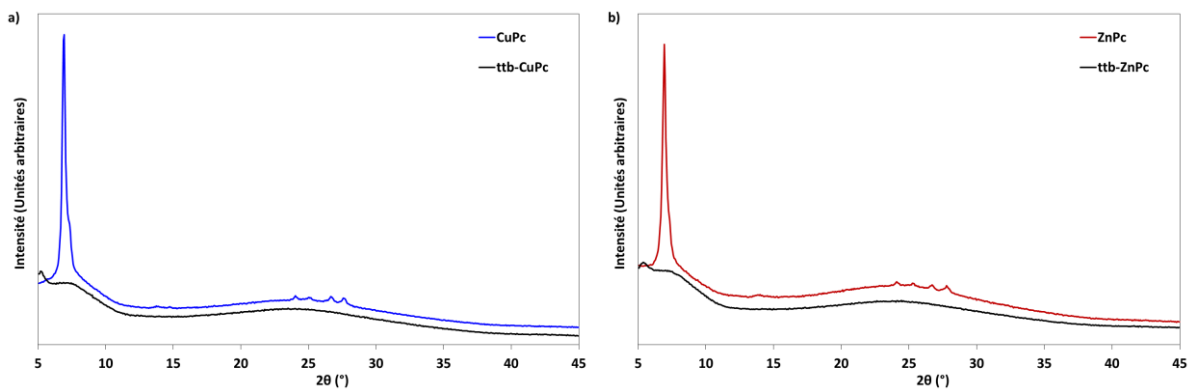 a)
CuPc
ttb-CuPc
Intensité (Unités arbitraires)
5 10 15 20 25 30 35 40 45
2θ (°)
b)
ZnPc
ttb-ZnPc
Intensité (Unités arbitraires)
5 10 15 20 25 30 35 40 45
2θ (°)